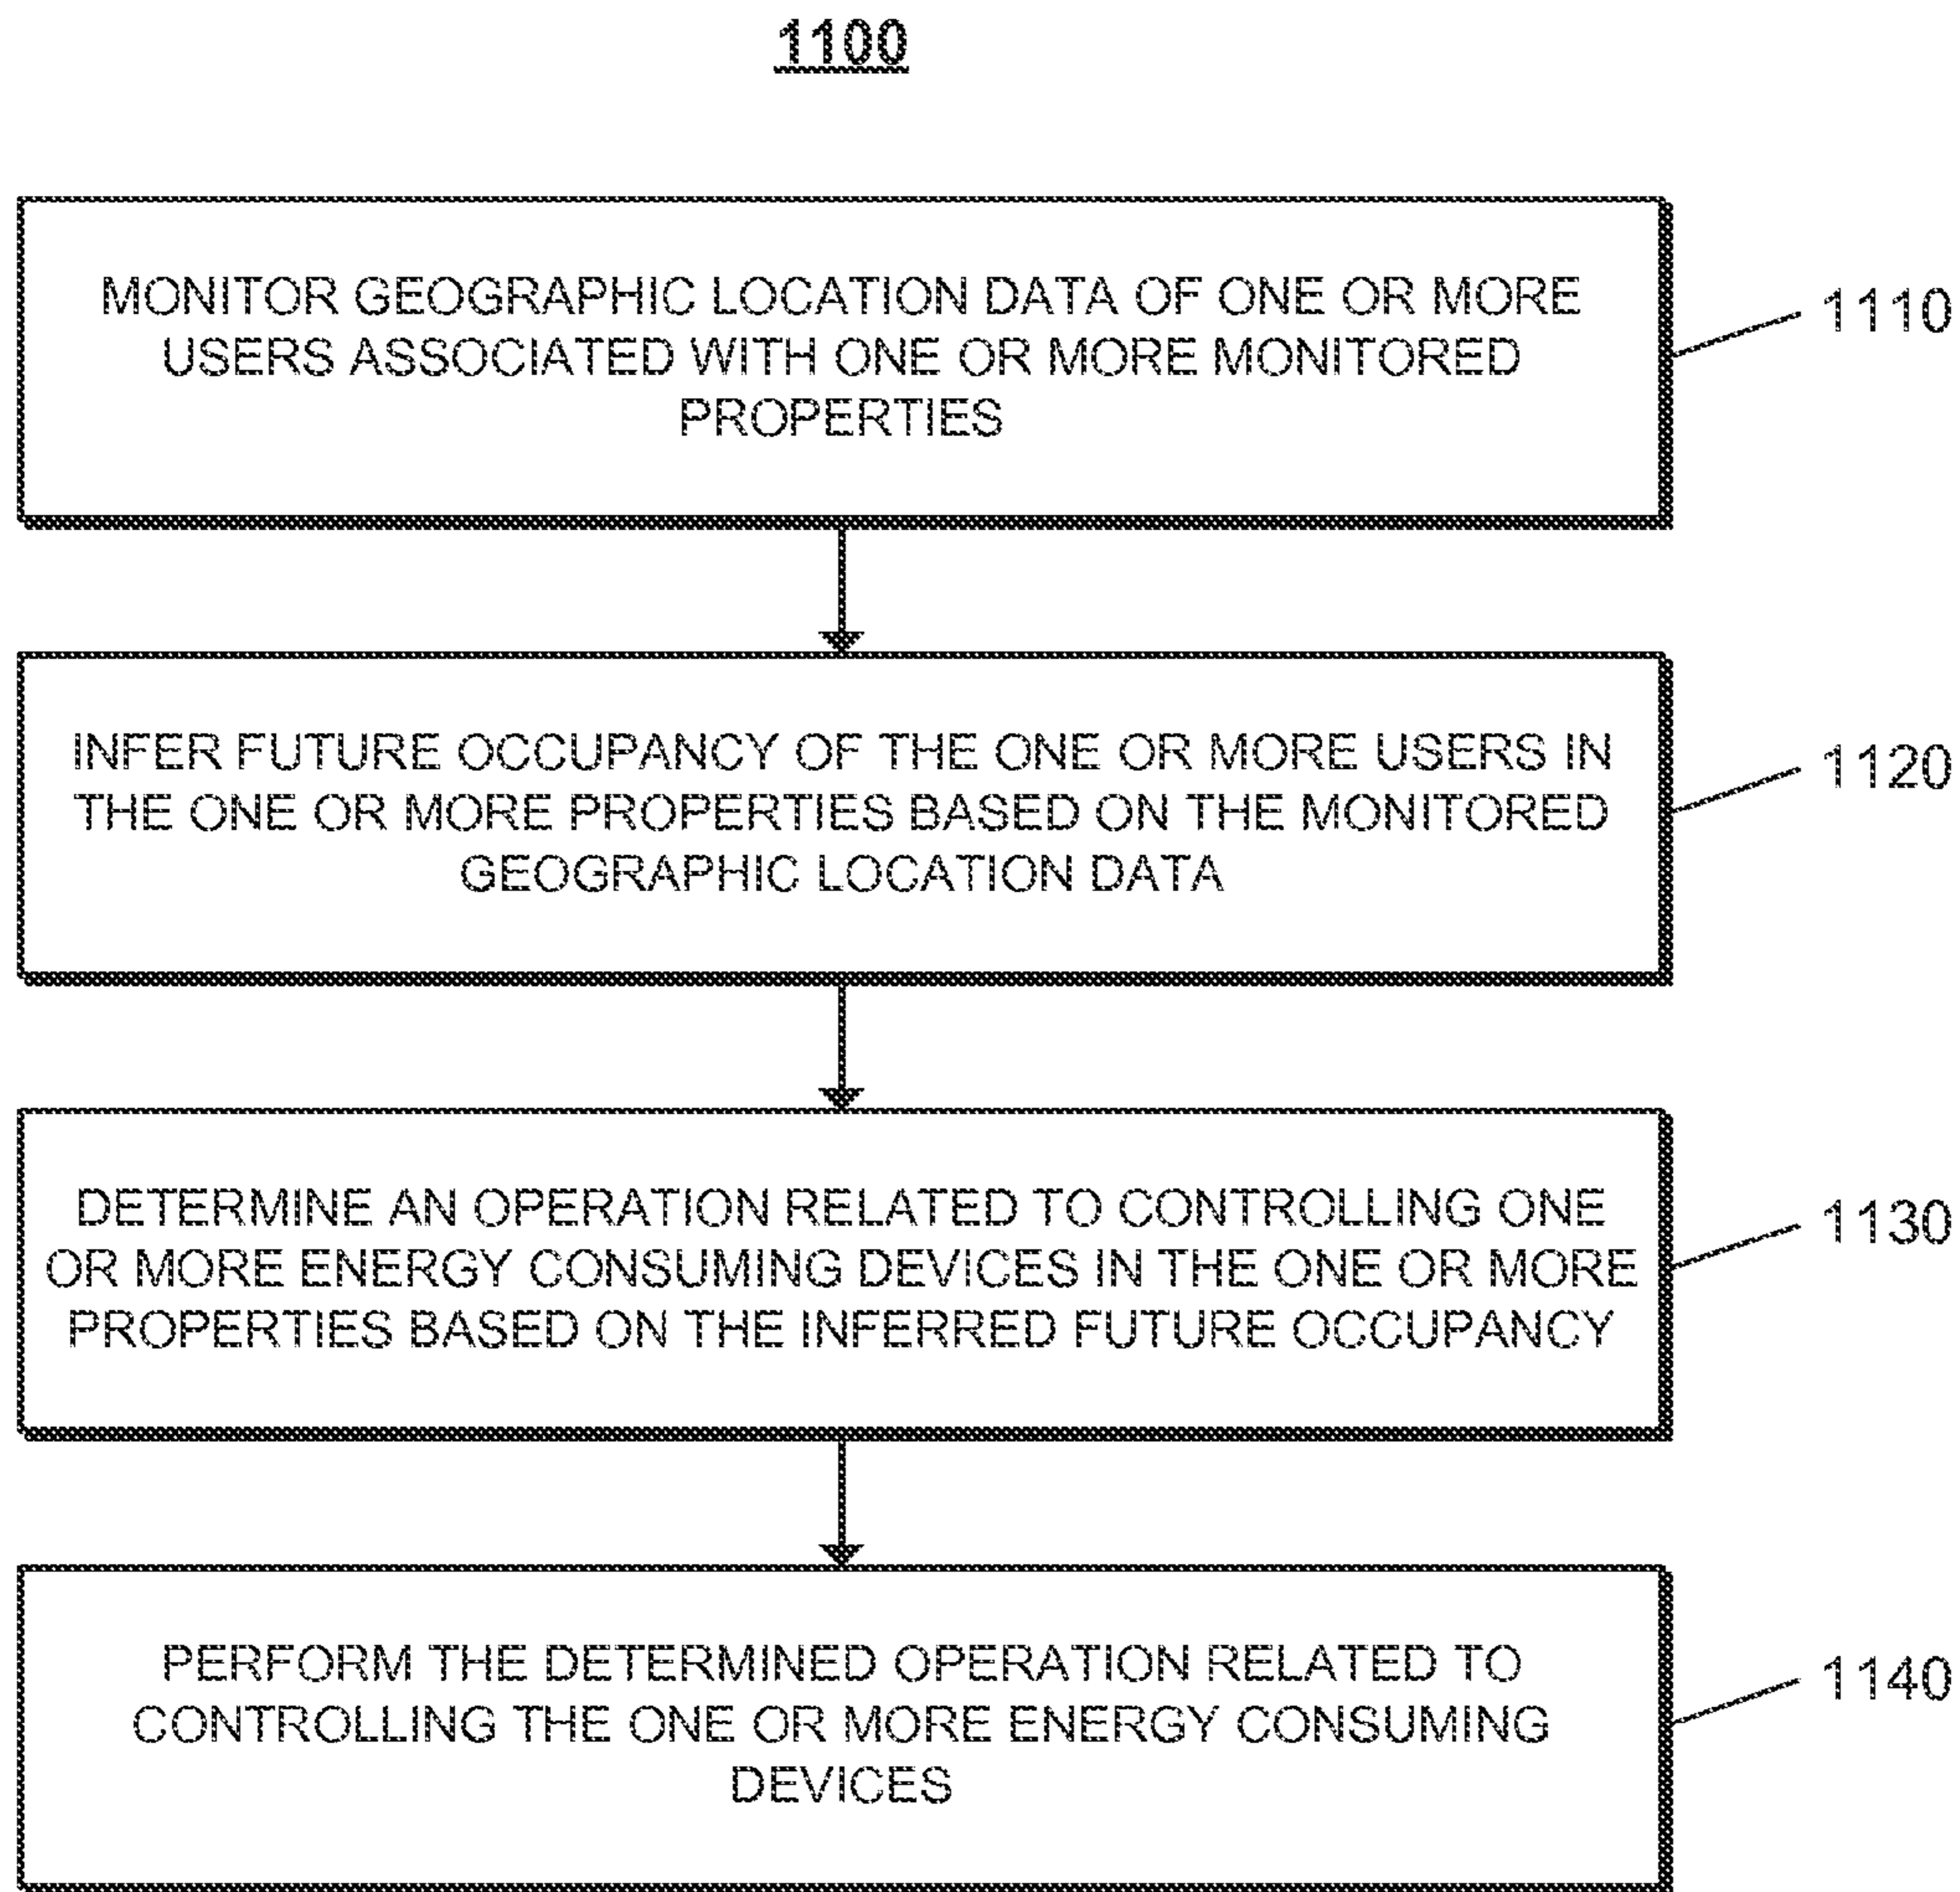 1100
MONITOR GEOGRAPHIC LOCATION DATA OF ONE OR MORE
USERS ASSOCIATED WITH ONE OR MORE MONITORED
PROPERTIES
1110
INFER FUTURE OCCUPANCY OF THE ONE OR MORE USERS IN
THE ONE OR MORE PROPERTIES BASED ON THE MONITORED
GEOGRAPHIC LOCATION DATA
1120
DETERMINE AN OPERATION RELATED TO CONTROLLING ONE
OR MORE ENERGY CONSUMING DEVICES IN THE ONE OR MORE
PROPERTIES BASED ON THE INFERRED FUTURE OCCUPANCY
1130
PERFORM THE DETERMINED OPERATION RELATED TO
CONTROLLING THE ONE OR MORE ENERGY CONSUMING
DEVICES
1140